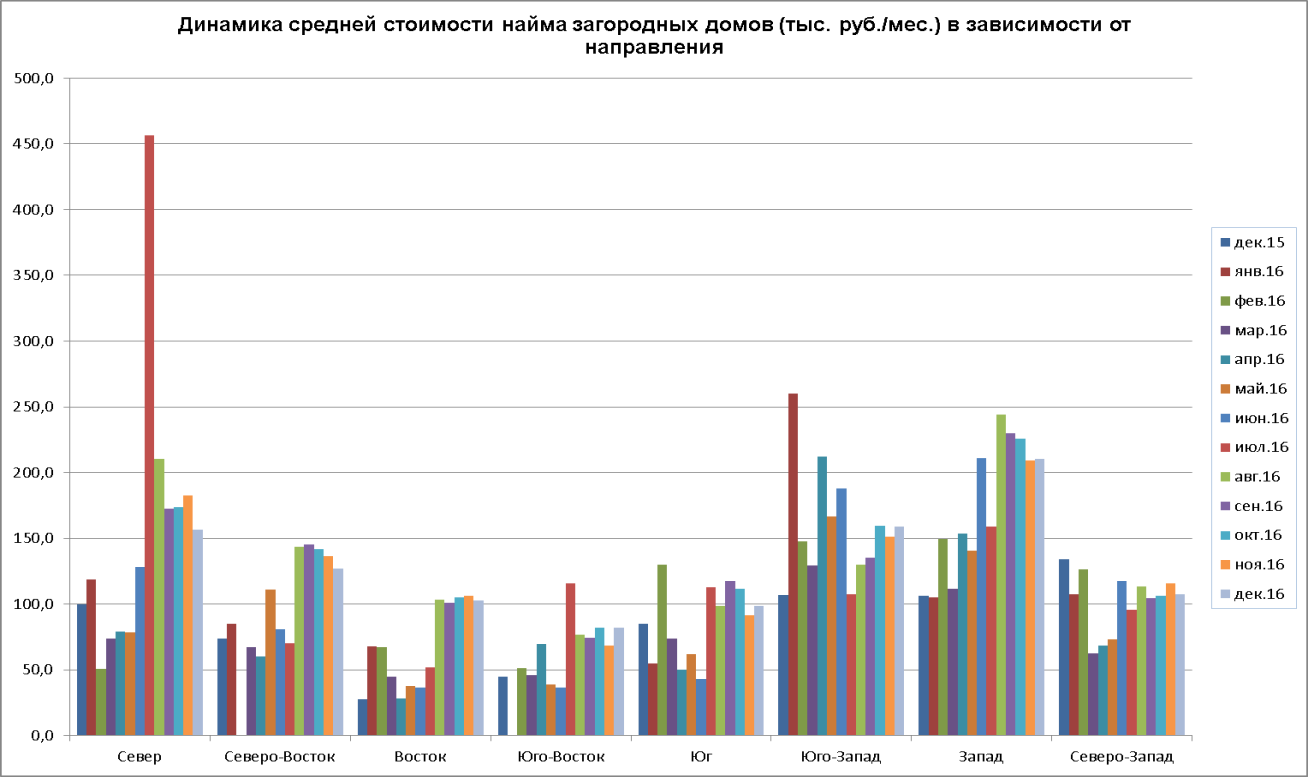 Динамика средней стоимости найма загородных домов (тыс. руб./мес.) в зависимости от
направления
500,0
450,0
400,0
350,0
300,0
250,0
200,0
150,0
100,0
50,0
0,0
Север Северо-Восток Восток Юго-Восток Юг Юго-Запад Запад Северо-Запад
дек.15
янв.16
фев.16
мар.16
апр.16
май.16
июн.16
июл.16
авг.16
сен.16
окт.16
ноя.16
дек.16